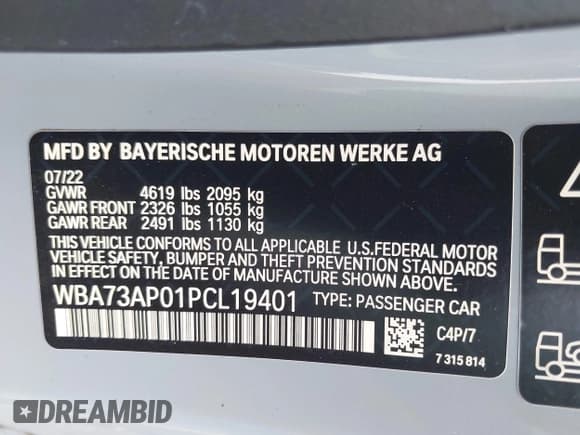 MFD BY BAYERISCHE MOTOREN WERKE AG
07/22
GVWR 4619 lbs 2095 kg
GAWR FRONT 2326 lbs 1055 kg
GAWR REAR 2491 lbs 1130 kg
THIS VEHICLE CONFORMS TO ALL APPLICABLE U.S.FEDERAL MOTOR
VEHICLE SAFETY, BUMPER AND THEFT PREVENTION STANDARDS
IN EFFECT ON THE DATE OF MANUFACTURE SHOWN ABOVE.
WBA73AP01PCL19401 TYPE: PASSENGER CAR
C4P/7
7 315 814
DREAMBID